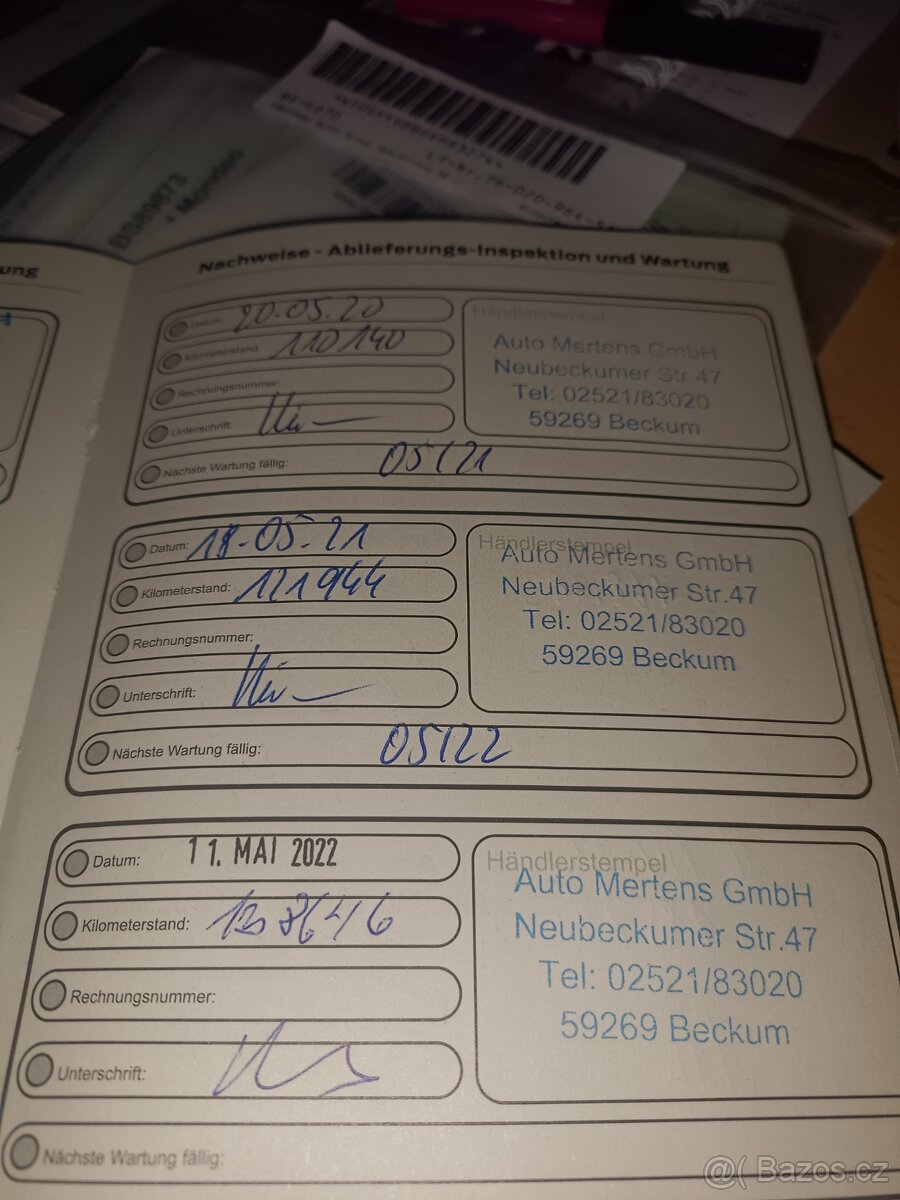 BS89873
Monden
ung
Nachweise - Ablieferungs-Inspektion und Wartung
Datum: 20.05.20
Kilometerstand: 110140
Rechnungsnummer:
Unterschrift:
Nächste Wartung fällig: 05/21
Händlerstempel
Auto Mertens GmbH
Neubeckumer Str.47
Tel: 02521/83020
59269 Beckum
Datum: 18.05.21
Kilometerstand: 121944
Rechnungsnummer:
Unterschrift:
Nächste Wartung fällig: 05/22
Händlerstempel
Auto Mertens GmbH
Neubeckumer Str.47
Tel: 02521/83020
59269 Beckum
Datum: 11. MAI 2022
Kilometerstand: 138646
Rechnungsnummer:
Unterschrift:
Nächste Wartung fällig:
Händlerstempel
Auto Mertens GmbH
Neubeckumer Str.47
Tel: 02521/83020
59269 Beckum
@( Bazos.cz